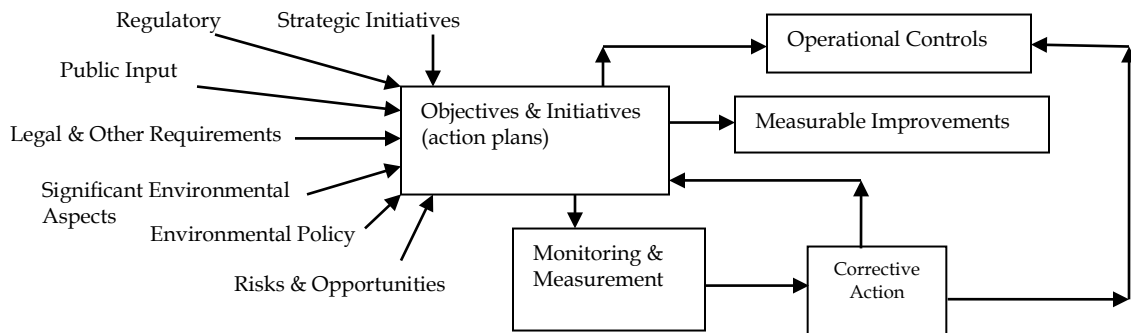 Regulatory
Strategic Initiatives
Public Input
Legal & Other Requirements
Significant Environmental
Aspects
Environmental Policy
Risks & Opportunities
Objectives & Initiatives
(action plans)
Operational Controls
Measurable Improvements
Monitoring &
Measurement
Corrective
Action